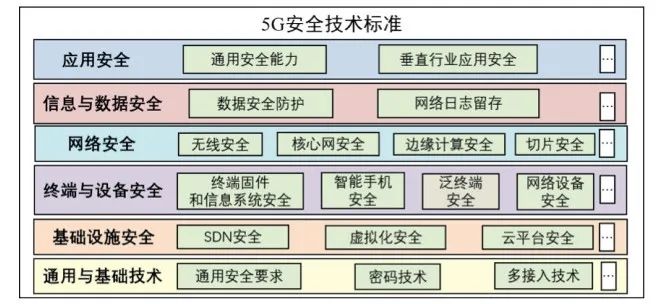 5G安全技术标准
应用安全 通用安全能力 垂直行业应用安全 …
信息与数据安全 数据安全防护 网络日志留存 …
网络安全 无线安全 核心网安全 边缘计算安全 切片安全 …
终端与设备安全 终端固件和信息系统安全 智能手机安全 泛终端安全 网络设备安全 …
基础设施安全 SDN安全 虚拟化安全 云平台安全 …
通用与基础技术 通用安全要求 密码技术 多接入技术 …